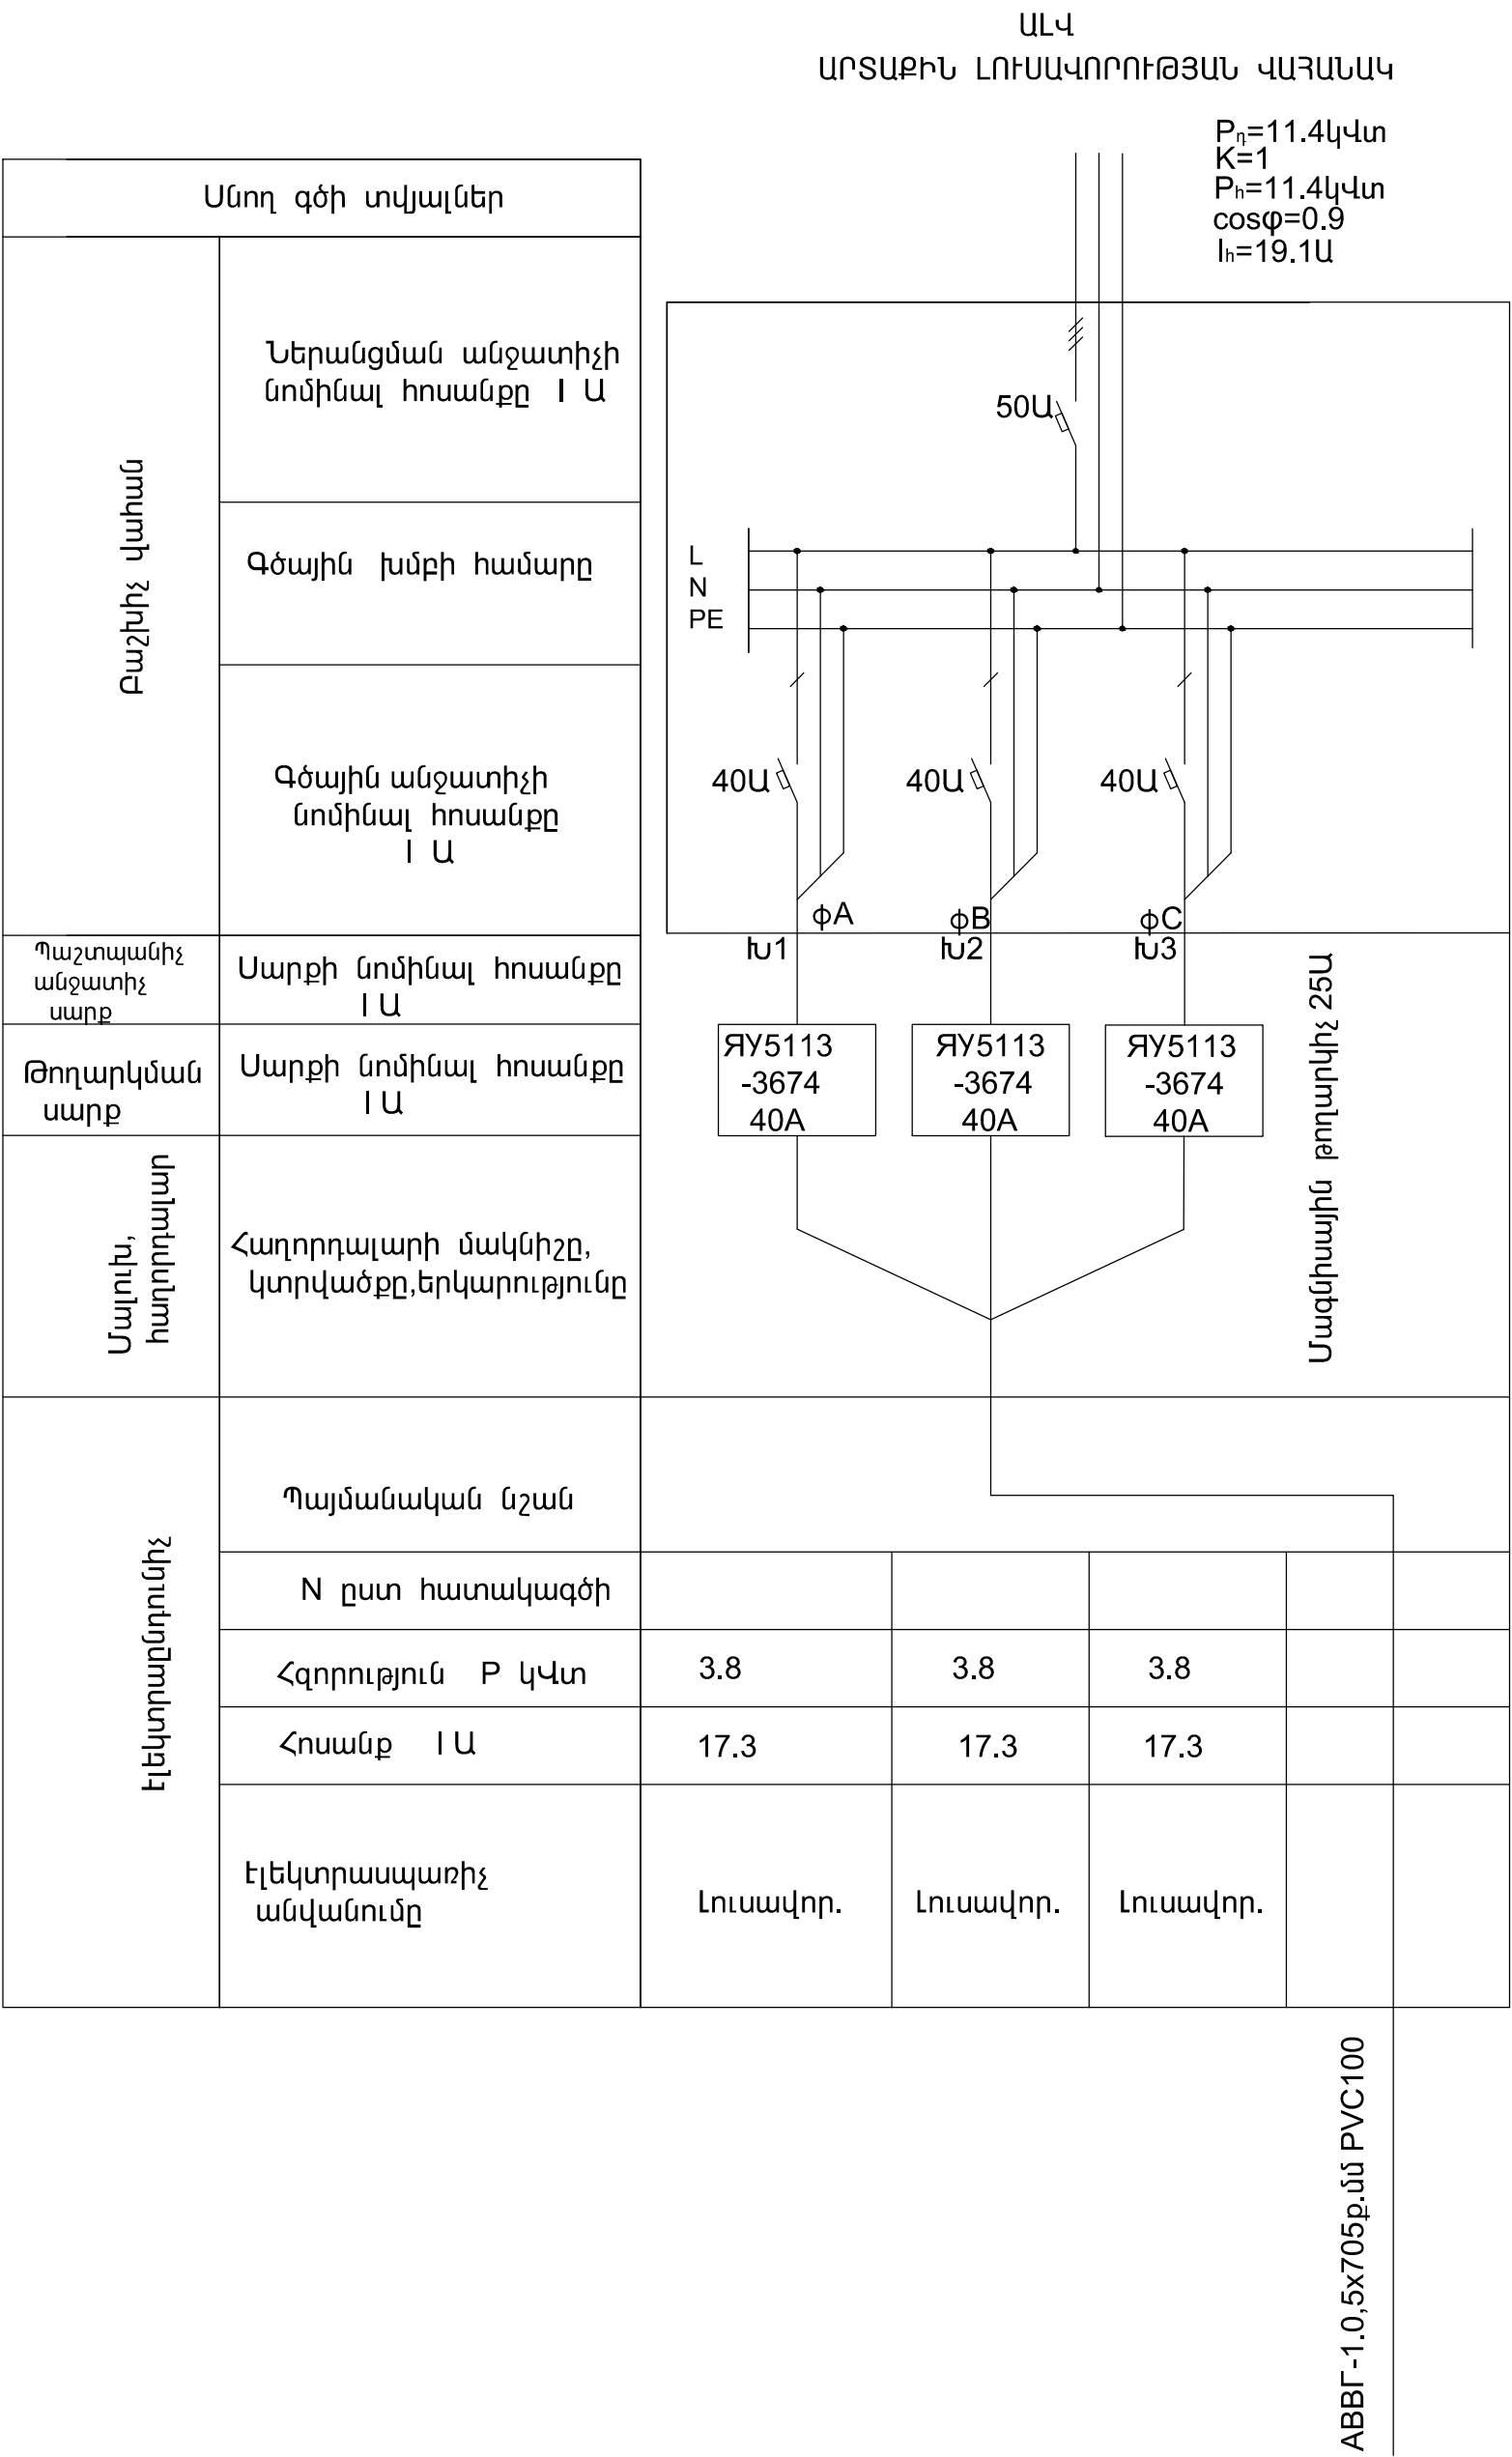 ԱԼՎ
ԱՐՏԱՔԻՆ ԼՈՒՍԱՎՈՐՈՒԹՅԱՆ ՎԱՀԱՆԱԿ
Pդ=11.4կՎտ
K=1
Pհ=11.4կՎտ
cosφ=0.9
Iհ=19.1Ա
Սնող գծի տվյալներ
Բաշխիչ վահան
Ներանցման անջատիչի
նոմինալ հոսանքը I Ա
50Ա
Գծային խմբի համարը
L
N
PE
Գծային անջատիչի
նոմինալ հոսանքը
I Ա
40Ա
40Ա
40Ա
ϕA
ϕB
ϕC
Խ1
Խ2
Խ3
Պաշտպանիչ
անջատիչ
սարք
Սարքի նոմինալ հոսանքը
I Ա
Թողարկման
սարք
Սարքի նոմինալ հոսանքը
I Ա
ЯУ5113
-3674
40A
ЯУ5113
-3674
40A
ЯУ5113
-3674
40A
Մագնիսային թողարկիչ 25Ա
Մալուխ,
հաղորդալար
Հաղորդալարի մակնիշը,
կտրվածքը,երկարությունը
էլեկտրաընդունիչ
Պայմանական նշան
N ըստ հատակագծի
Հզորություն P կՎտ
3.8
3.8
3.8
Հոսանք I Ա
17.3
17.3
17.3
էլեկտրասպառիչ
անվանումը
Լուսավոր.
Լուսավոր.
Լուսավոր.
АВВГ-1.0,5x705ք.մմ PVC100